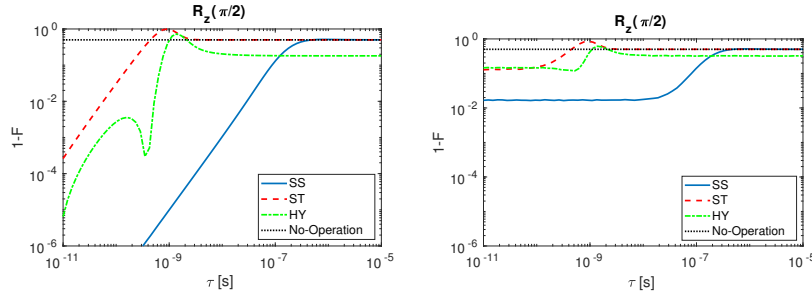 R_z(π/2)
10^0
10^-2
10^-4
10^-6
1-F
SS
ST
HY
No-Operation
10^-11
10^-9
10^-7
10^-5
τ [s]
R_z(π/2)
10^0
10^-2
10^-4
10^-6
1-F
SS
ST
HY
No-Operation
10^-11
10^-9
10^-7
10^-5
τ [s]